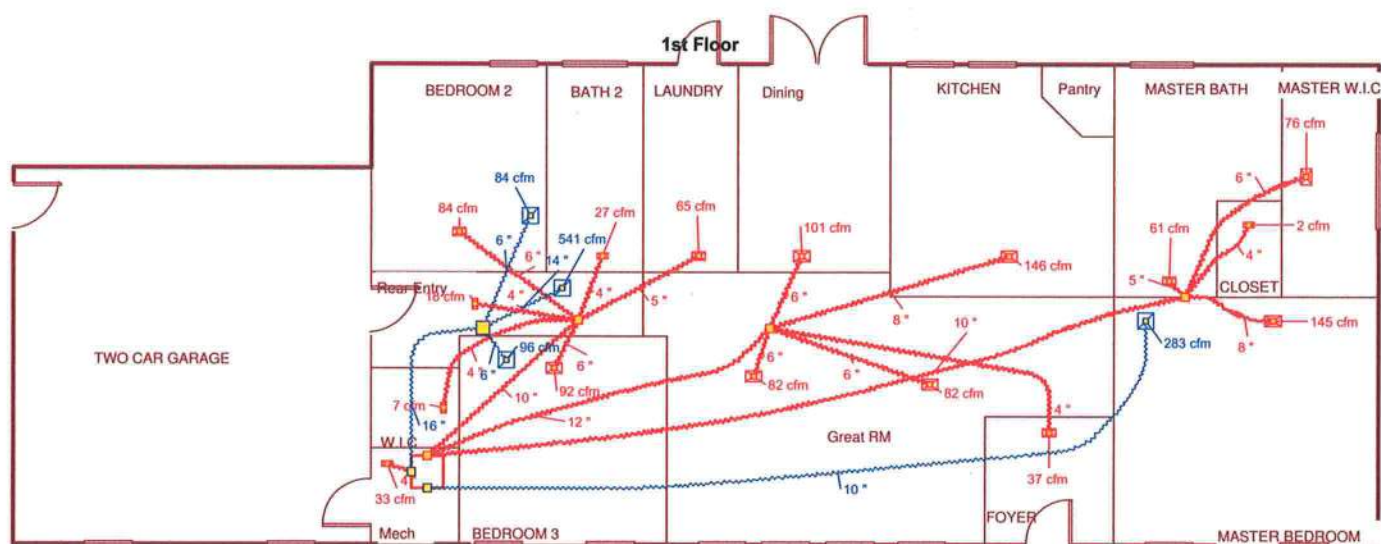 1st Floor
BEDROOM 2
BATH 2
LAUNDRY
Dining
KITCHEN
Pantry
MASTER BATH
MASTER W.I.C
76 cfm
84 cfm
6 "
84 cfm
27 cfm
65 cfm
101 cfm
61 cfm
2 cfm
6 "
541 cfm
14 "
6 "
4 "
146 cfm
5 "
CLOSET
Rear Entry
18 cfm
4 "
4 "
5 "
6 "
8 "
145 cfm
8 "
TWO CAR GARAGE
96 cfm
4 "
6 "
6 "
92 cfm
6 "
82 cfm
6 "
10 "
82 cfm
283 cfm
10 "
7 cfm
16 "
12 "
4 "
W.I.C
Great RM
33 cfm
4
37 cfm
10 "
Mech
BEDROOM 3
FOYER
MASTER BEDROOM